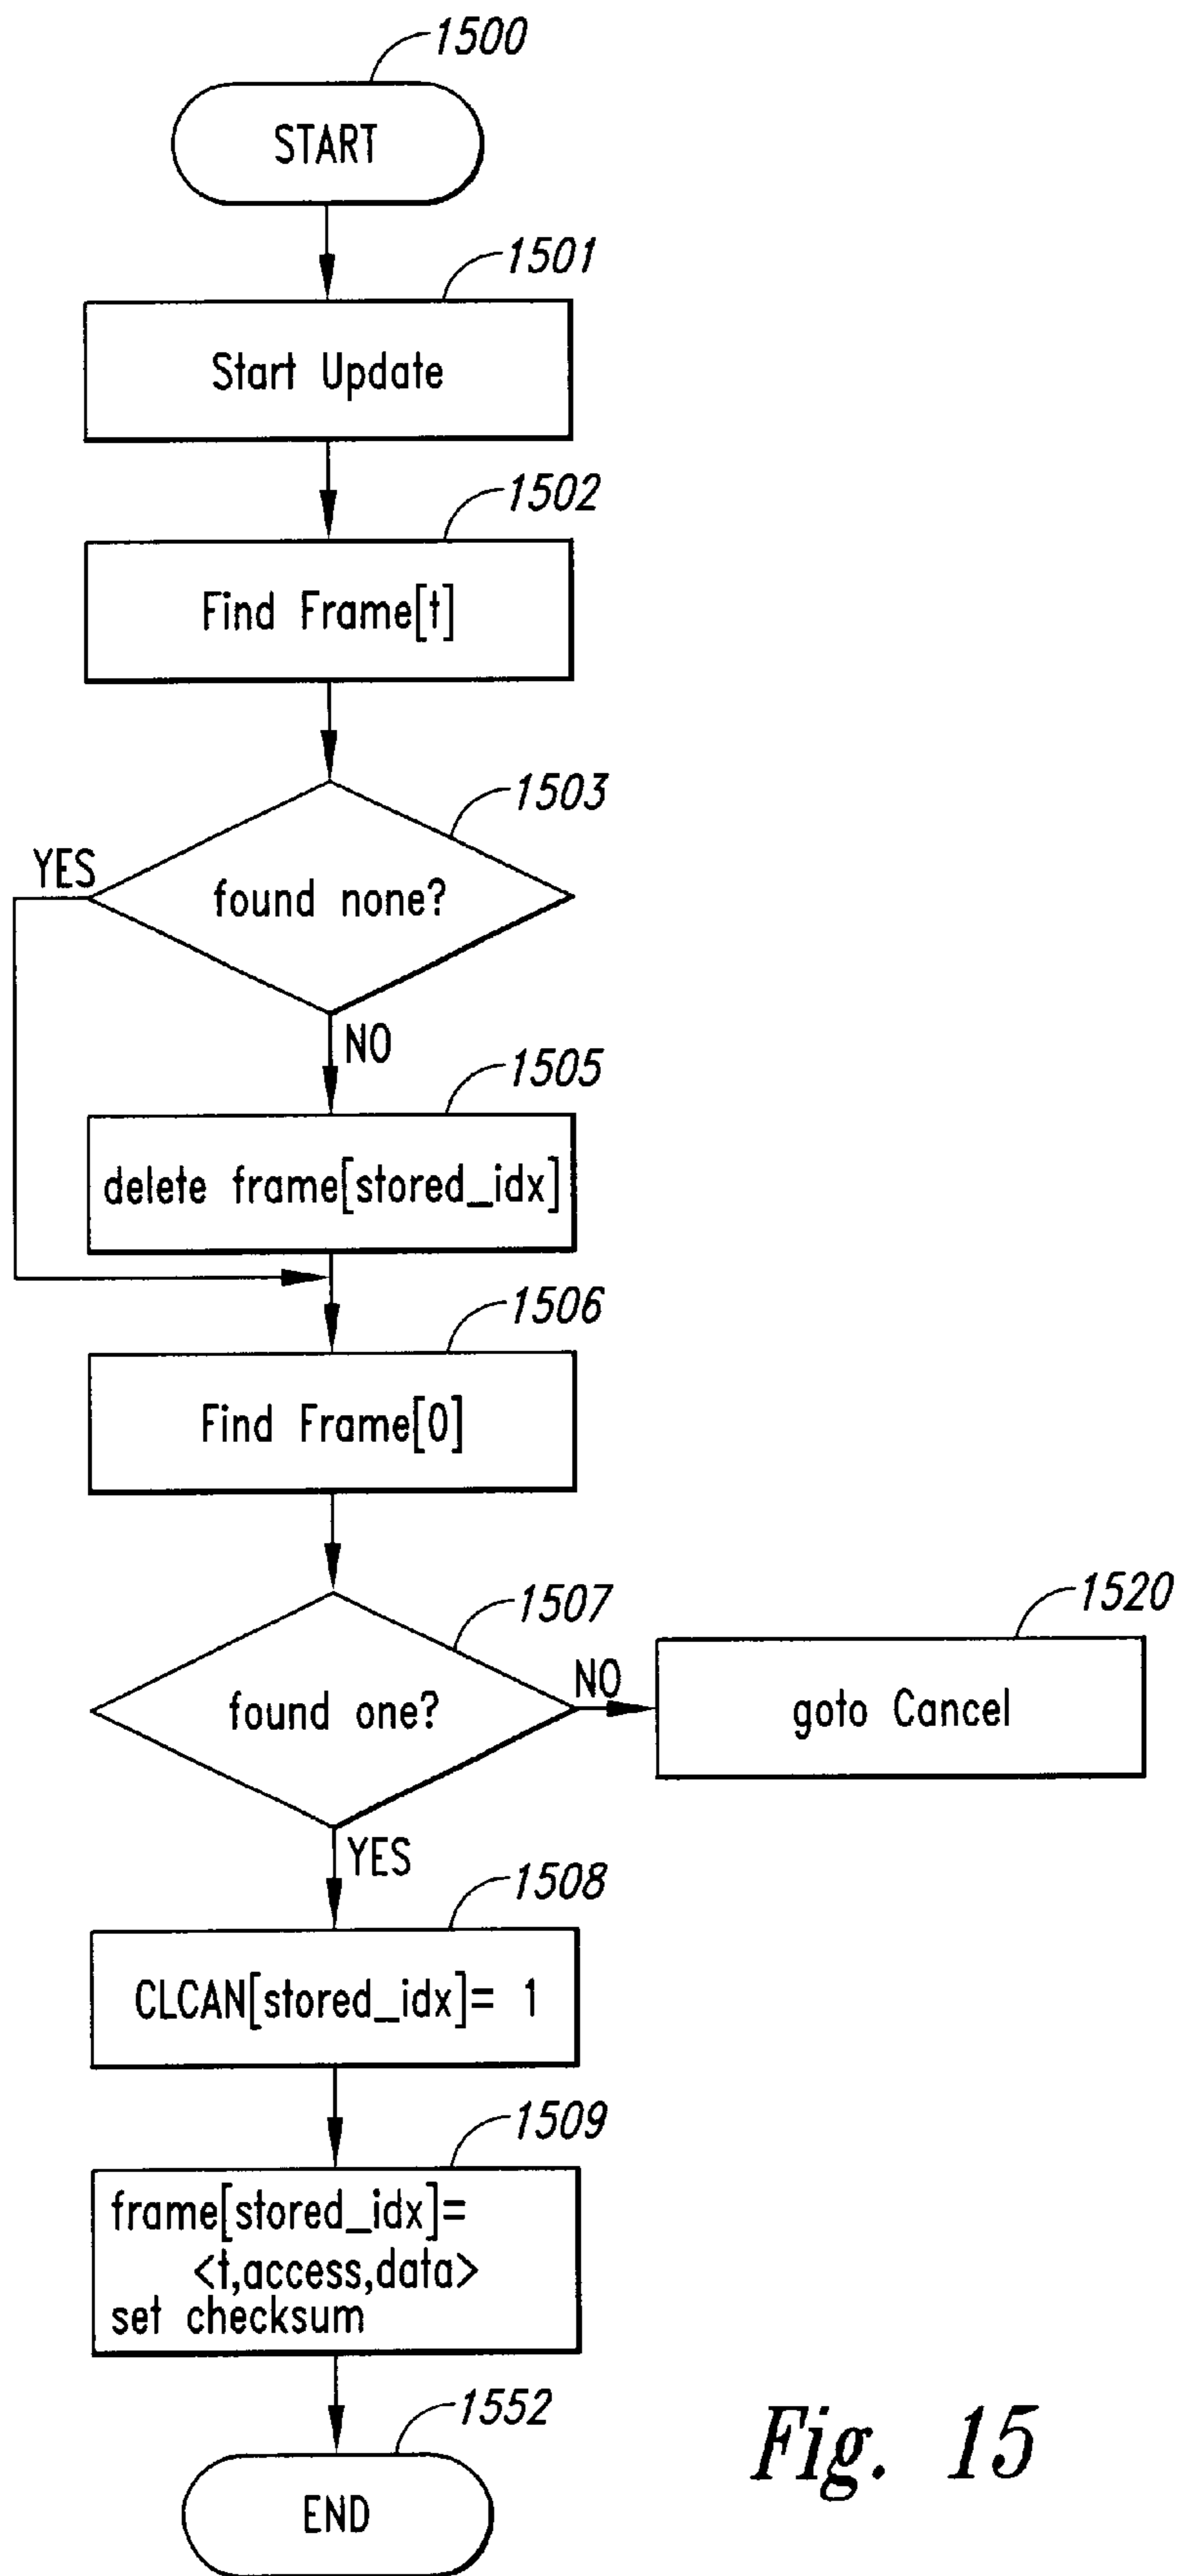 1500
START
1501
Start Update
1502
Find Frame[t]
1503
YES
found none?
NO
1505
delete frame[stored_idx]
1506
Find Frame[0]
1507
found one?
NO
1520
goto Cancel
YES
1508
CLCAN[stored_idx]= 1
1509
frame[stored_idx]=
<t,access,data>
set checksum
1552
END
Fig. 15